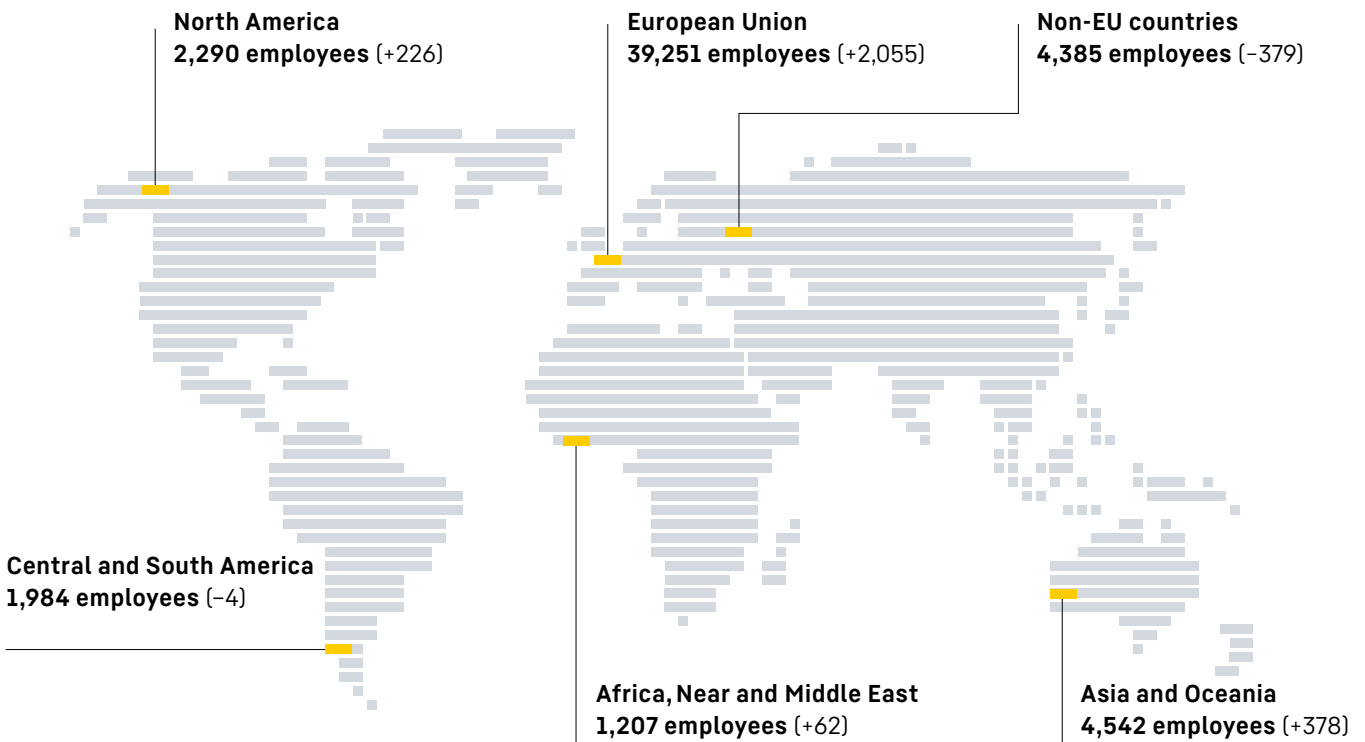 North America
2,290 employees (+226)
European Union
39,251 employees (+2,055)
Non-EU countries
4,385 employees (−379)
Central and South America
1,984 employees (−4)
Africa, Near and Middle East
1,207 employees (+62)
Asia and Oceania
4,542 employees (+378)